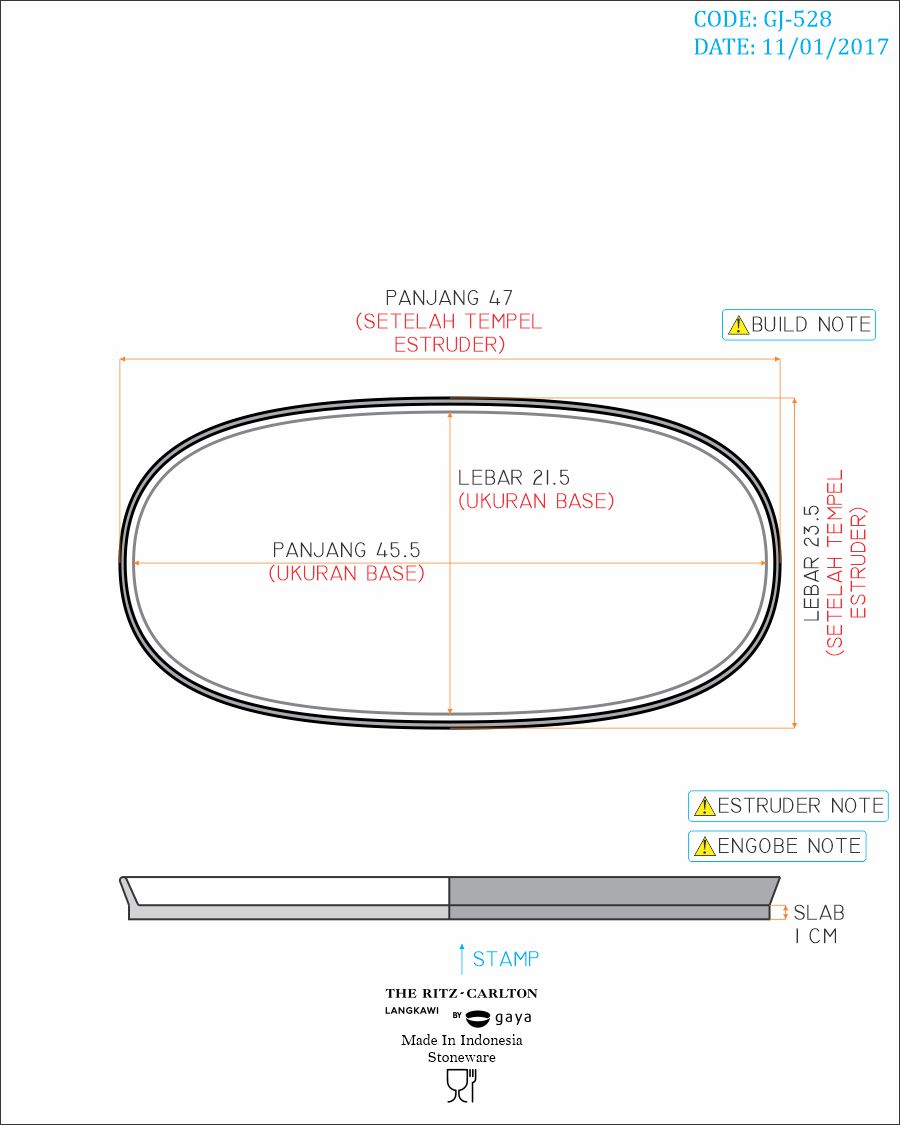 CODE: GJ-528
DATE: 11/01/2017
PANJANG 47
(SETELAH TEMPEL
ESTRUDER)
BUILD NOTE
LEBAR 21.5
(UKURAN BASE)
PANJANG 45.5
(UKURAN BASE)
LEBAR 23.5
(SETELAH TEMPEL
ESTRUDER)
ESTRUDER NOTE
ENGOBE NOTE
SLAB
1 CM
STAMP
THE RITZ-CARLTON
LANGKAWI
BY gaya
Made In Indonesia
Stoneware